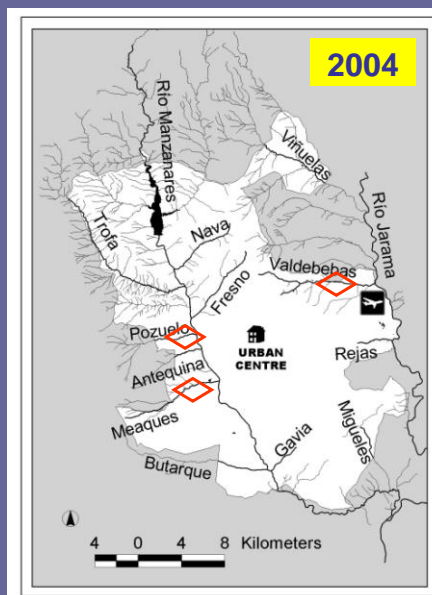 2004
Río Manzanares
Viñuelas
Trofa
Río Jarama
Nava
Valdebebas
Fresno
Pozuelo
URBAN
CENTRE
Rejas
Antequina
Meaques
Migueles
Gavia
Butarque
4 0 4 8 Kilometers